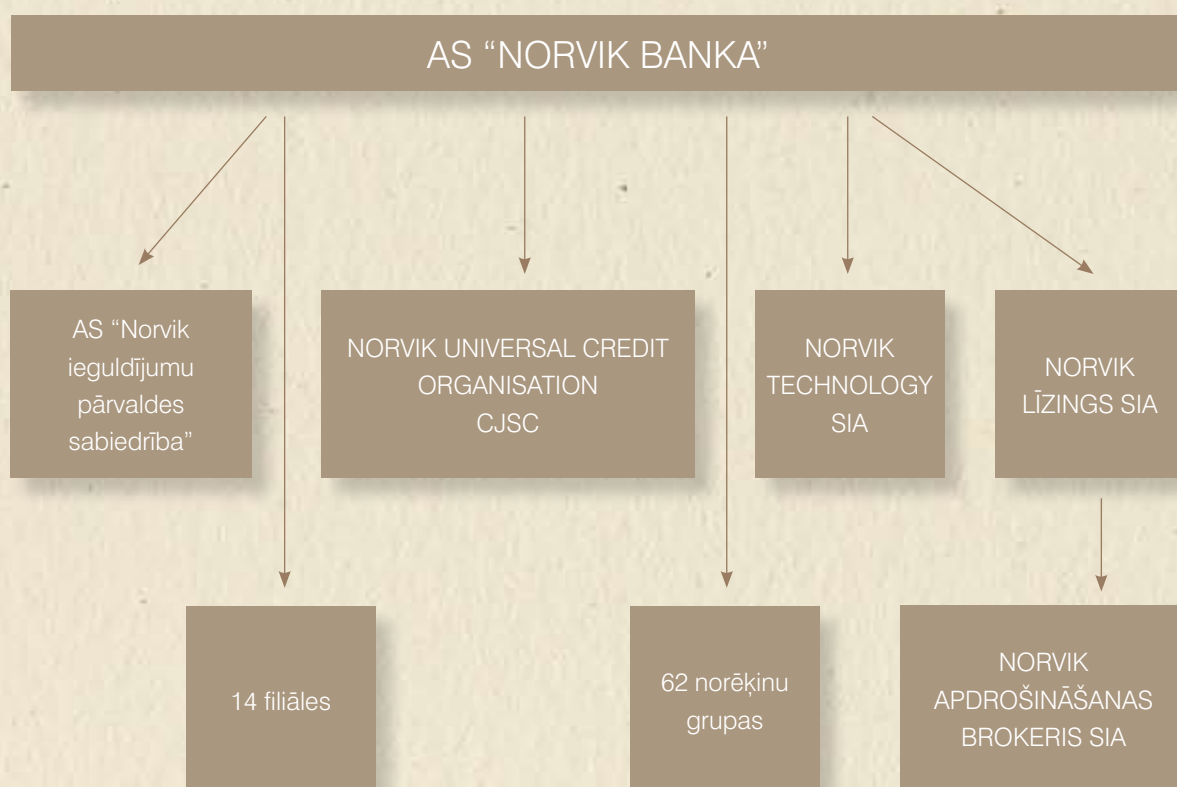 AS “NORVIK BANKA”
AS “Norvik
ieguldījumu
pārvaldes
sabiedrība”
NORVIK UNIVERSAL CREDIT
ORGANISATION
CJSC
NORVIK
TECHNOLOGY
SIA
NORVIK
LĪZINGS SIA
14 filiāles
62 norēķinu
grupas
NORVIK
APDROŠINĀŠANAS
BROKERIS SIA